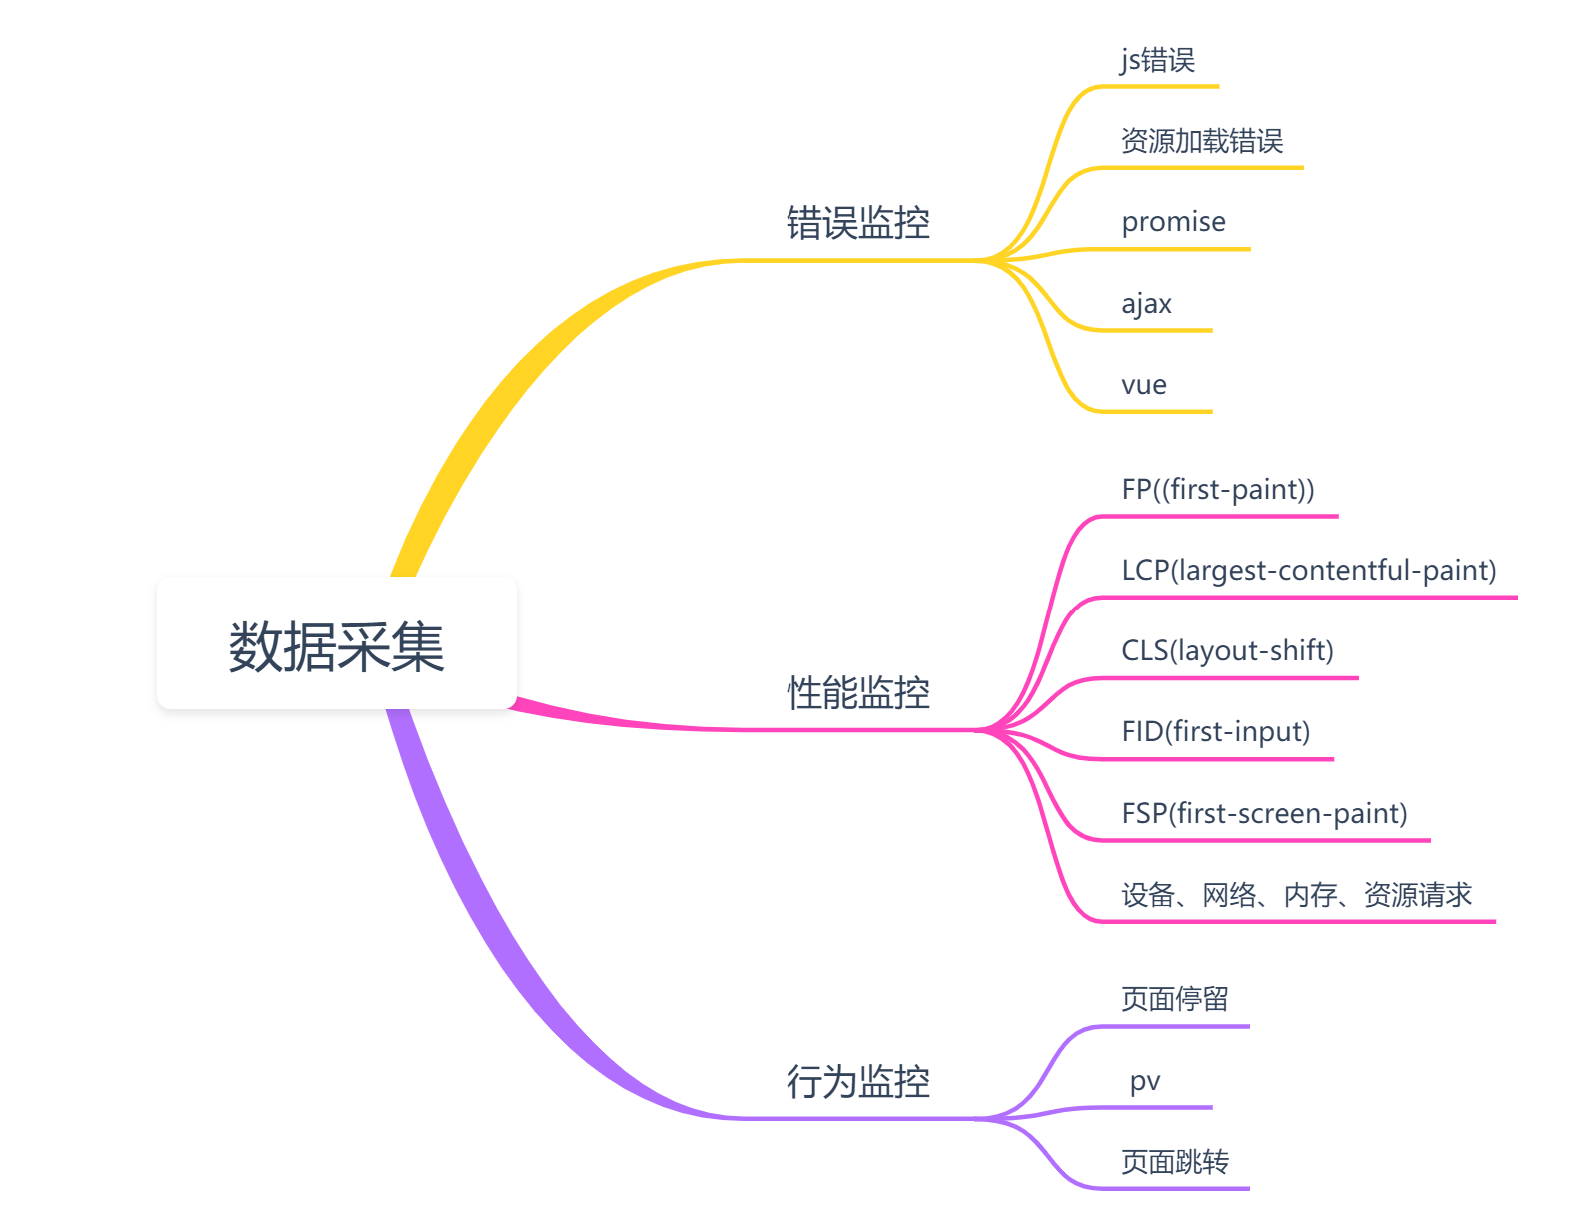 数据采集
错误监控
js错误
资源加载错误
promise
ajax
vue
性能监控
FP((first-paint))
LCP(largest-contentful-paint)
CLS(layout-shift)
FID(first-input)
FSP(first-screen-paint)
设备、网络、内存、资源请求
行为监控
页面停留
pv
页面跳转